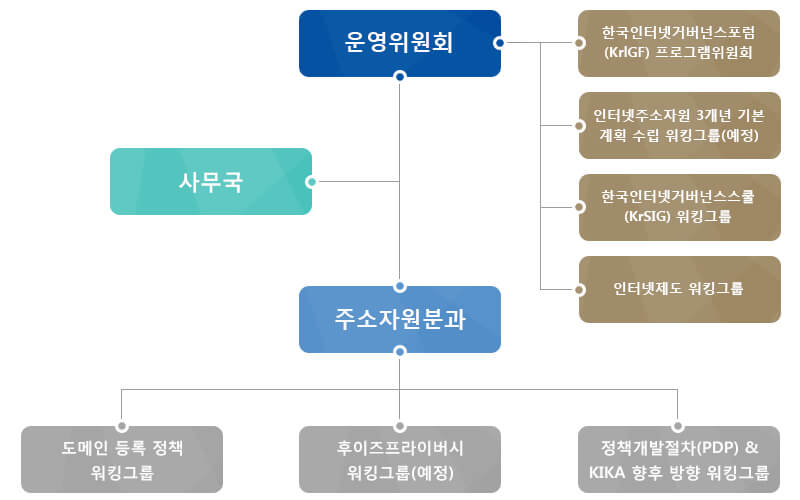 운영위원회
한국인터넷거버넌스포럼
(KrIGF) 프로그램위원회
인터넷주소자원 3개년 기본
계획 수립 워킹그룹(예정)
사무국
한국인터넷거버넌스스쿨
(KrSIG) 워킹그룹
인터넷제도 워킹그룹
주소자원분과
도메인 등록 정책
워킹그룹
후이즈프라이버시
워킹그룹(예정)
정책개발절차(PDP) &
KIKA 향후 방향 워킹그룹